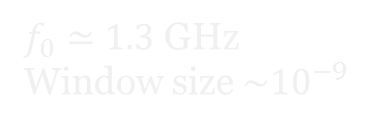 f₀ ≃ 1.3 GHz
Window size ~10⁻⁹